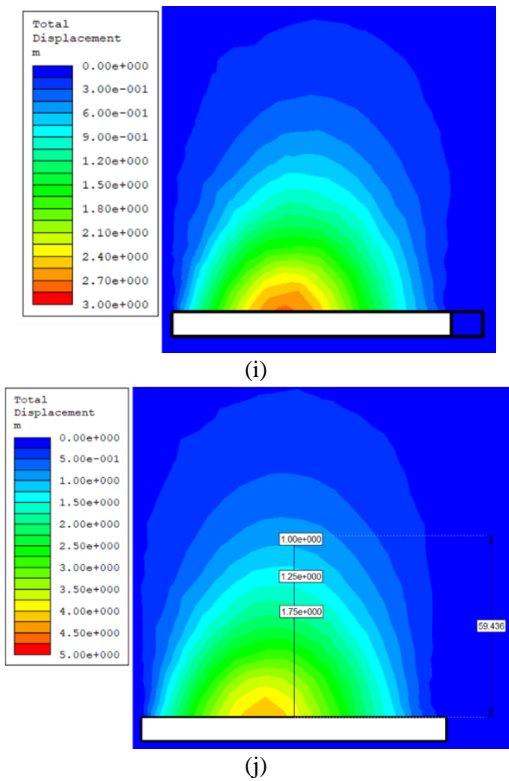 Total
Displacement
m
0.00e+000
3.00e-001
6.00e-001
9.00e-001
1.20e+000
1.50e+000
1.80e+000
2.10e+000
2.40e+000
2.70e+000
3.00e+000
(i)
Total
Displacement
m
0.00e+000
5.00e-001
1.00e+000
1.50e+000
2.00e+000
2.50e+000
3.00e+000
3.50e+000
4.00e+000
4.50e+000
5.00e+000
1.00e+000
1.25e+000
1.75e+000
59.436
(j)